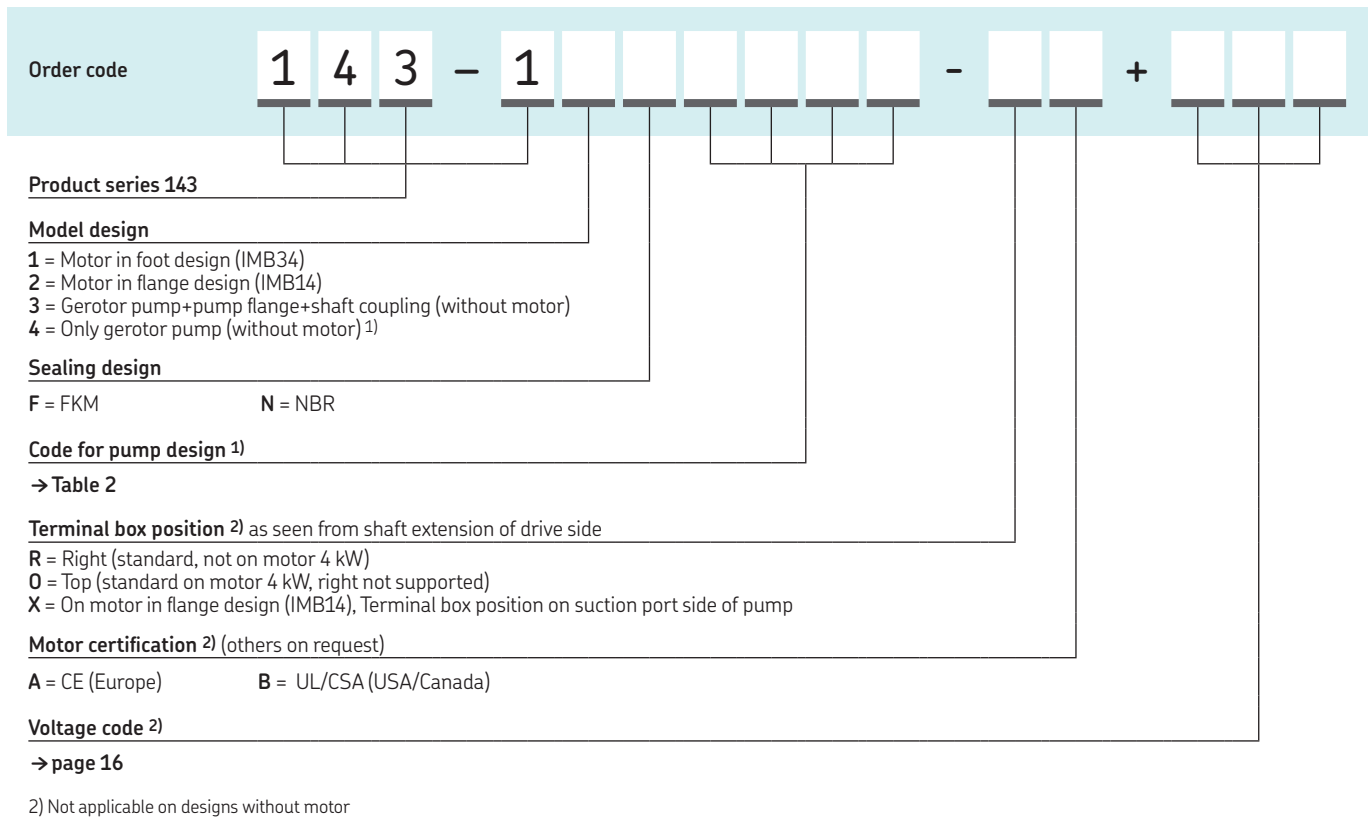 Order code 1 4 3 – 1 - +
Product series 143
Model design
1 = Motor in foot design (IMB34)
2 = Motor in flange design (IMB14)
3 = Gerotor pump+pump flange+shaft coupling (without motor)
4 = Only gerotor pump (without motor) 1)
Sealing design
F = FKM N = NBR
Code for pump design 1)
→ Table 2
Terminal box position 2) as seen from shaft extension of drive side
R = Right (standard, not on motor 4 kW)
O = Top (standard on motor 4 kW, right not supported)
X = On motor in flange design (IMB14), Terminal box position on suction port side of pump
Motor certification 2) (others on request)
A = CE (Europe) B = UL/CSA (USA/Canada)
Voltage code 2)
→ page 16
2) Not applicable on designs without motor